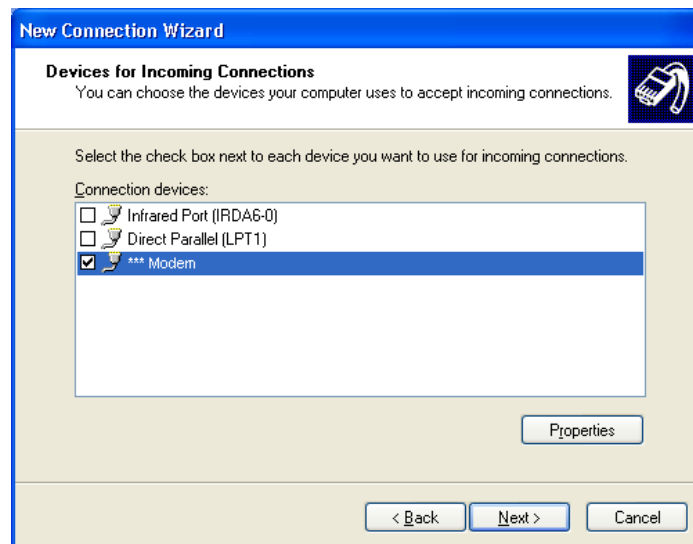 New Connection Wizard
Devices for Incoming Connections
You can choose the devices your computer uses to accept incoming connections.
Select the check box next to each device you want to use for incoming connections.
Connection devices:
Infrared Port (IRDA6-0)
Direct Parallel (LPT1)
*** Modem
Properties
< Back Next > Cancel